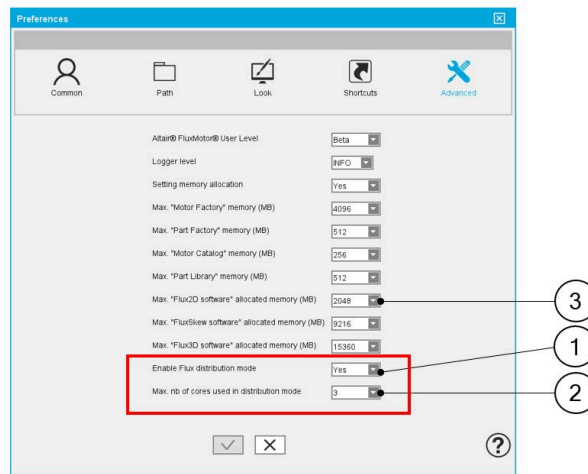 Preferences
Common Path Look Shortcuts Advanced
Altair® FluxMotor® User Level Beta
Logger level INFO
Setting memory allocation Yes
Max. "Motor Factory" memory (MB) 4096
Max. "Part Factory" memory (MB) 512
Max. "Motor Catalog" memory (MB) 256
Max. "Part Library" memory (MB) 512
Max. "Flux2D software" allocated memory (MB) 2048
3
Max. "FluxSkew software" allocated memory (MB) 9216
Max. "Flux3D software" allocated memory (MB) 15360
1
Enable Flux distribution mode Yes
Max. nb of cores used in distribution mode 3
2
?